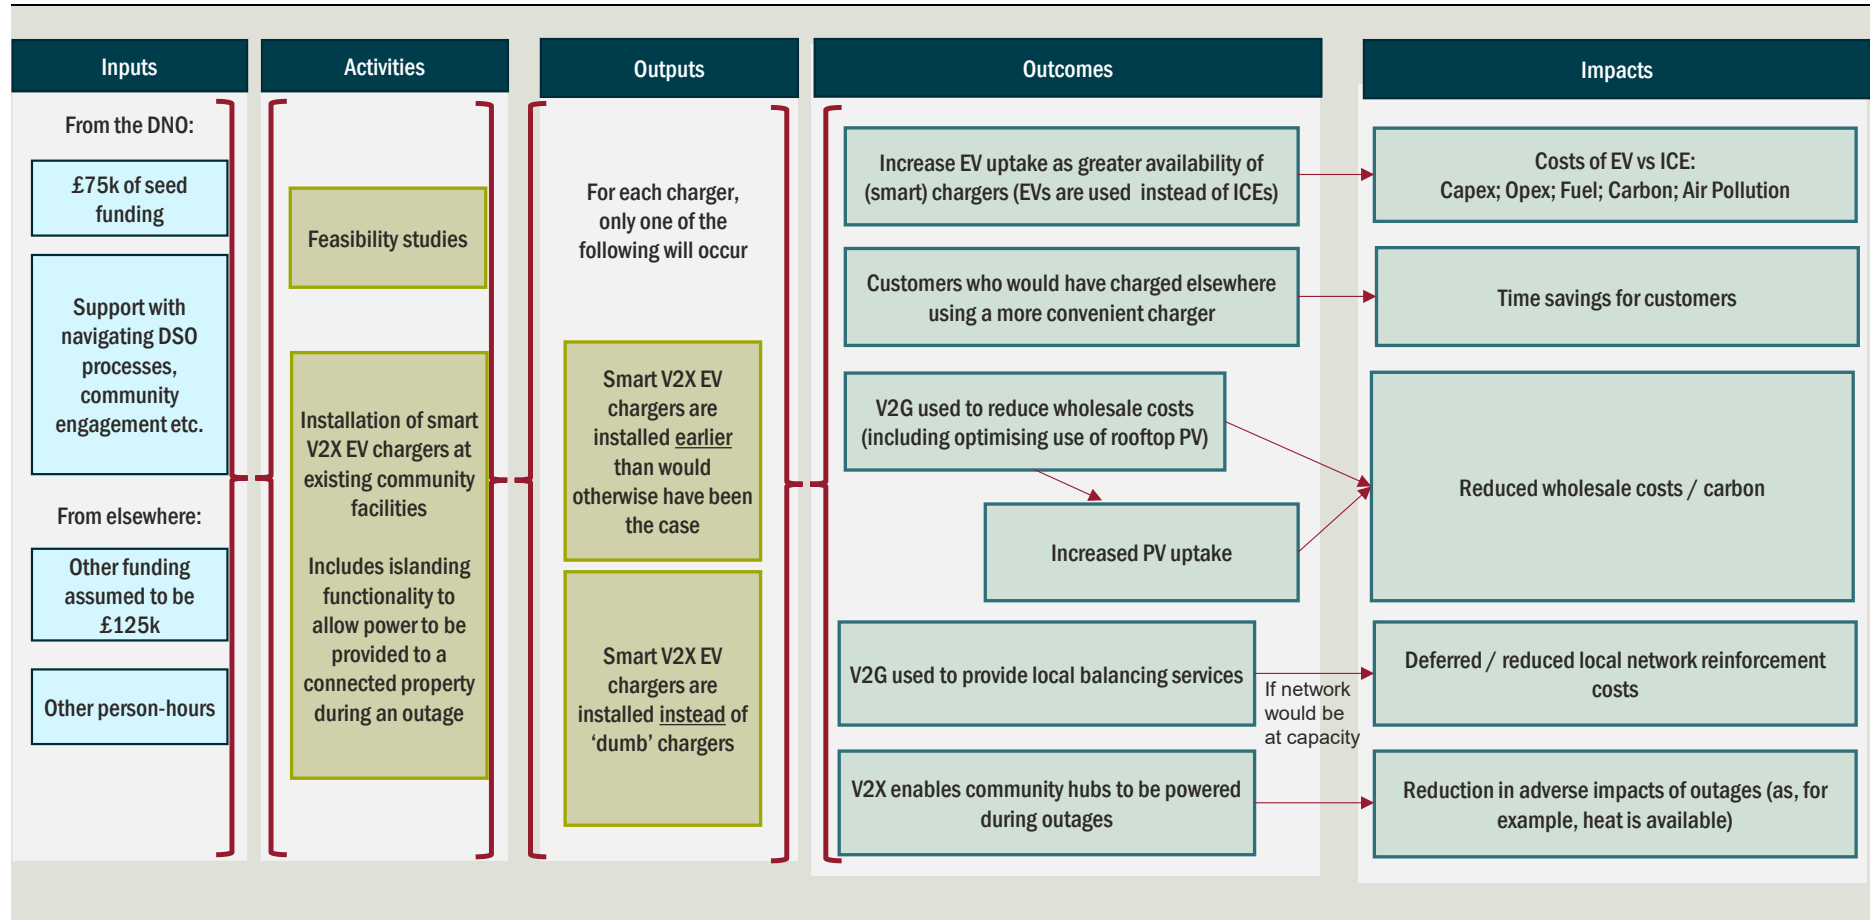 Inputs
Activities
Outputs
Outcomes
Impacts
From the DNO:
£75k of seed
funding
Support with
navigating DSO
processes,
community
engagement etc.
From elsewhere:
Other funding
assumed to be
£125k
Other person-hours
Feasibility studies
Installation of smart
V2X EV chargers at
existing community
facilities
Includes islanding
functionality to
allow power to be
provided to a
connected property
during an outage
For each charger,
only one of the
following will occur
Smart V2X EV
chargers are
installed earlier
than would
otherwise have been
the case
Smart V2X EV
chargers are
installed instead of
‘dumb’ chargers
Increase EV uptake as greater availability of
(smart) chargers (EVs are used instead of ICEs)
Customers who would have charged elsewhere
using a more convenient charger
V2G used to reduce wholesale costs
(including optimising use of rooftop PV)
Increased PV uptake
V2G used to provide local balancing services
If network
would be
at capacity
V2X enables community hubs to be powered
during outages
Costs of EV vs ICE:
Capex; Opex; Fuel; Carbon; Air Pollution
Time savings for customers
Reduced wholesale costs / carbon
Deferred / reduced local network reinforcement
costs
Reduction in adverse impacts of outages (as, for
example, heat is available)